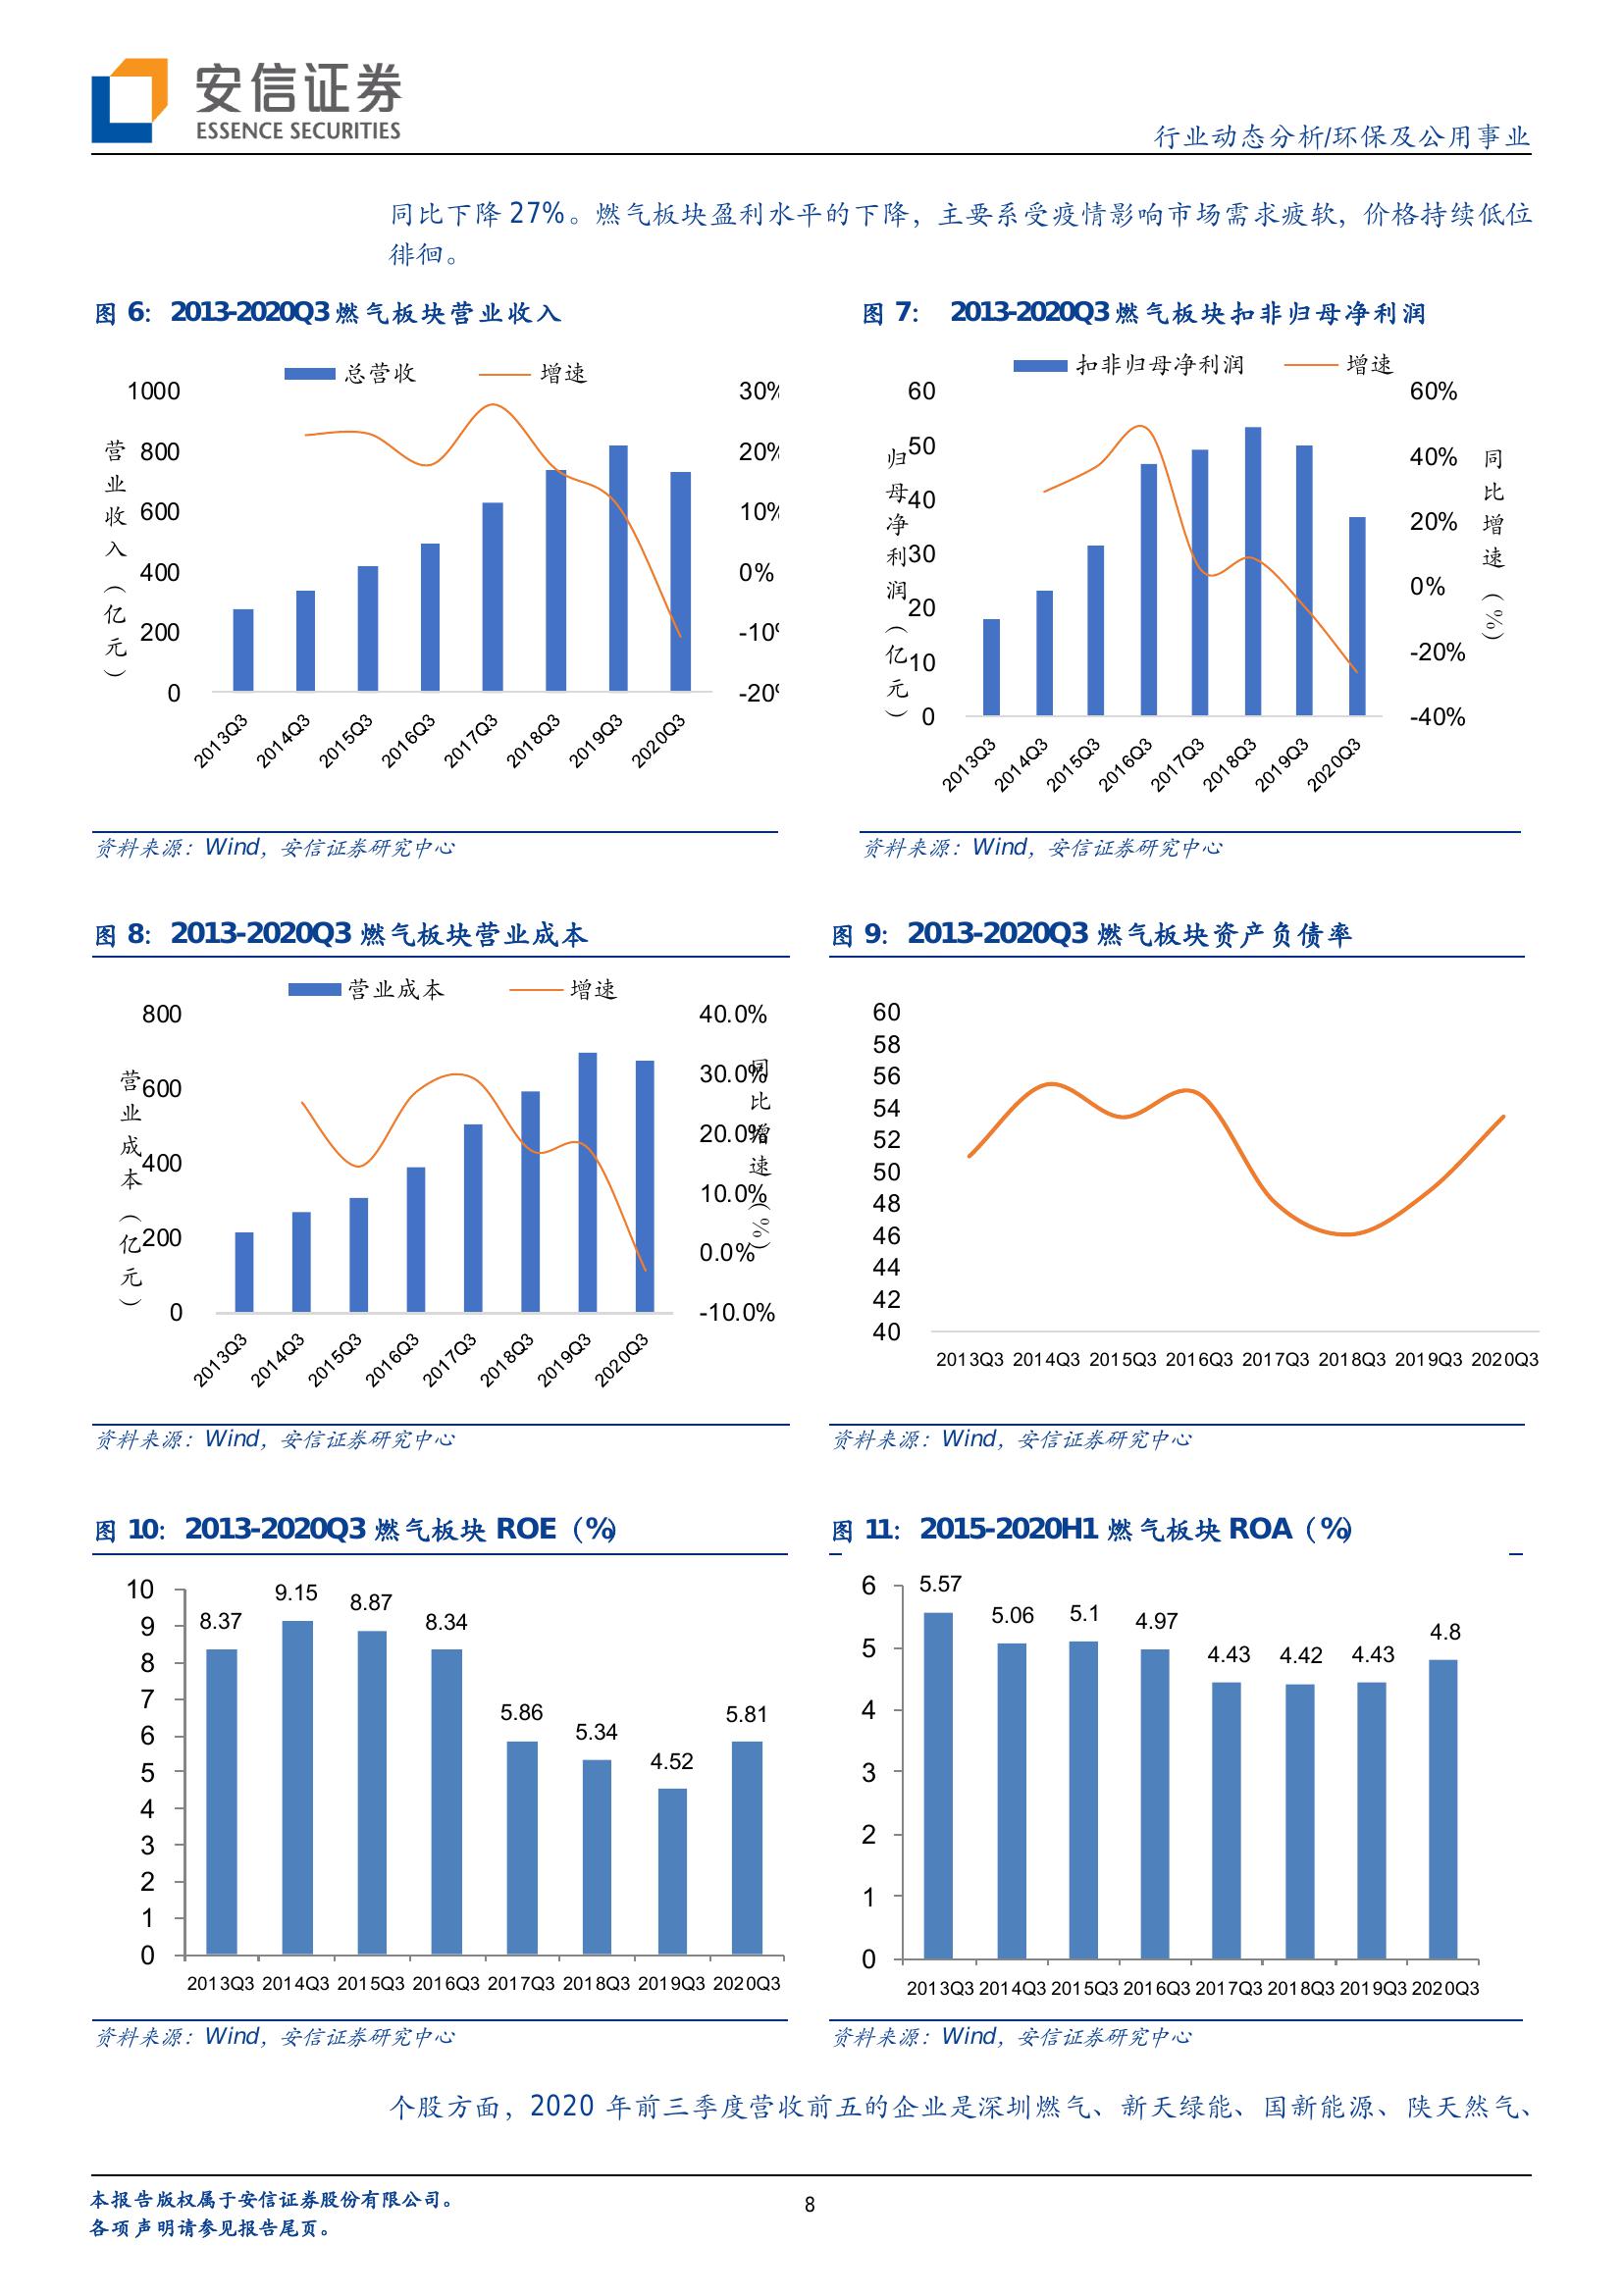 安信证券
ESSENCE SECURITIES
行业动态分析/环保及公用事业
同比下降 27%。燃气板块盈利水平的下降，主要系受疫情影响市场需求疲软，价格持续低位
徘徊。
图 6： 2013-2020Q3 燃气板块营业收入
总营收 增速
营业收入（亿元）
1000
800
600
400
200
0
30%
20%
10%
0%
-10%
-20%
2013Q3 2014Q3 2015Q3 2016Q3 2017Q3 2018Q3 2019Q3 2020Q3
资料来源：Wind，安信证券研究中心
图 7： 2013-2020Q3 燃气板块扣非归母净利润
扣非归母净利润 增速
归母净利润（亿元）
60
50
40
30
20
10
0
60%
40%
20%
0%
-20%
-40%
同比增速（%）
2013Q3 2014Q3 2015Q3 2016Q3 2017Q3 2018Q3 2019Q3 2020Q3
资料来源：Wind，安信证券研究中心
图 8： 2013-2020Q3 燃气板块营业成本
营业成本 增速
营业成本（亿元）
800
600
400
200
0
40.0%
30.0%
20.0%
10.0%
0.0%
-10.0%
同比增速（%）
2013Q3 2014Q3 2015Q3 2016Q3 2017Q3 2018Q3 2019Q3 2020Q3
资料来源：Wind，安信证券研究中心
图 9： 2013-2020Q3 燃气板块资产负债率
60
58
56
54
52
50
48
46
44
42
40
2013Q3 2014Q3 2015Q3 2016Q3 2017Q3 2018Q3 2019Q3 2020Q3
资料来源：Wind，安信证券研究中心
图 10： 2013-2020Q3 燃气板块 ROE（%）
10
9
8
7
6
5
4
3
2
1
0
8.37 9.15 8.87 8.34 5.86 5.34 4.52 5.81
2013Q3 2014Q3 2015Q3 2016Q3 2017Q3 2018Q3 2019Q3 2020Q3
资料来源：Wind，安信证券研究中心
图 11： 2015-2020H1 燃气板块 ROA（%）
6
5
4
3
2
1
0
5.57 5.06 5.1 4.97 4.43 4.42 4.43 4.8
2013Q3 2014Q3 2015Q3 2016Q3 2017Q3 2018Q3 2019Q3 2020Q3
资料来源：Wind，安信证券研究中心
个股方面，2020 年前三季度营收前五的企业是深圳燃气、新天绿能、国新能源、陕天然气、
本报告版权属于安信证券股份有限公司。
各项声明请参见报告尾页。
8